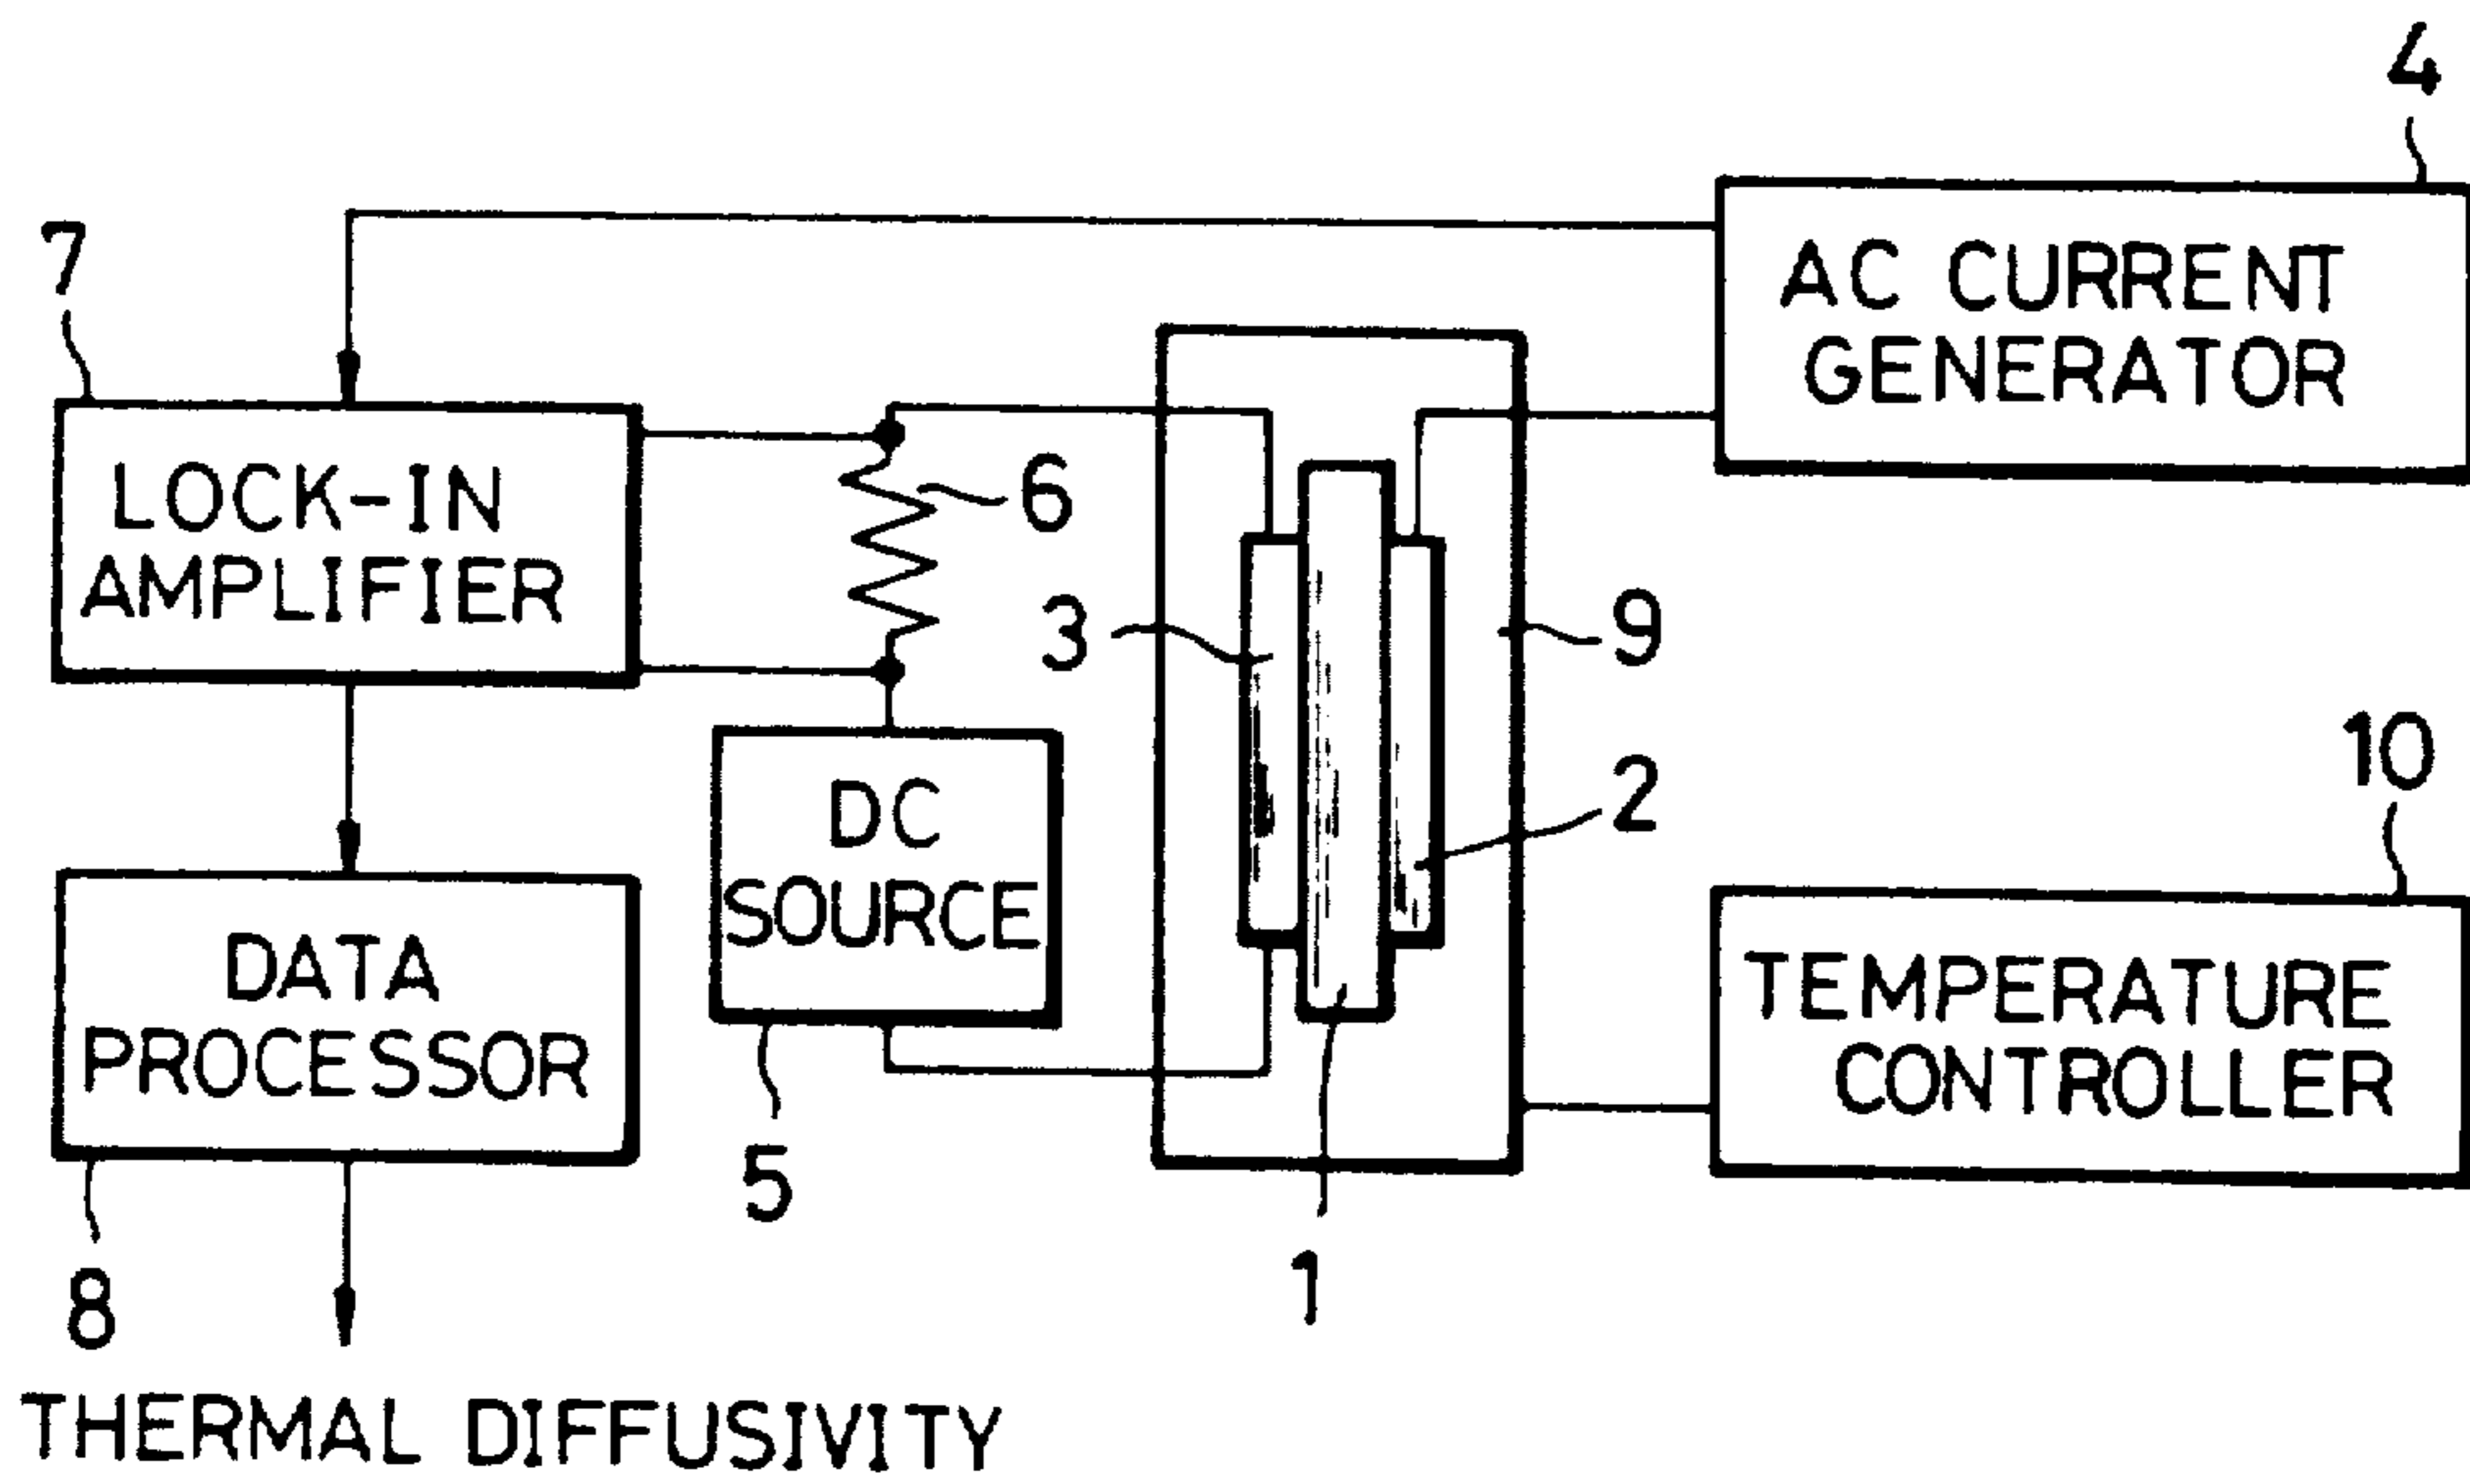 4
AC CURRENT
GENERATOR
7
LOCK-IN
AMPLIFIER
6
3
9
2
10
DC
SOURCE
5
TEMPERATURE
CONTROLLER
DATA
PROCESSOR
8
1
THERMAL DIFFUSIVITY